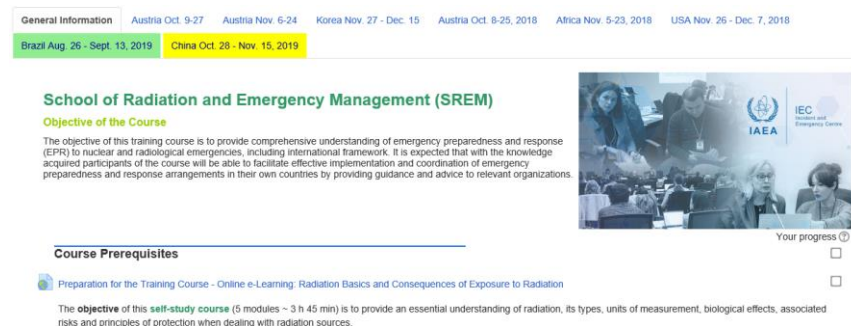 General Information
Austria Oct. 9-27
Austria Nov. 6-24
Korea Nov. 27 - Dec. 15
Austria Oct. 8-25, 2018
Africa Nov. 5-23, 2018
USA Nov. 26 - Dec. 7, 2018
Brazil Aug. 26 - Sept. 13, 2019
China Oct. 28 - Nov. 15, 2019
School of Radiation and Emergency Management (SREM)
Objective of the Course
The objective of this training course is to provide comprehensive understanding of emergency preparedness and response
(EPR) to nuclear and radiological emergencies, including international framework. It is expected that with the knowledge
acquired participants of the course will be able to facilitate effective implementation and coordination of emergency
preparedness and response arrangements in their own countries by providing guidance and advice to relevant organizations.
IAEA
IEC
Incident and
Emergency Centre
Your progress
Course Prerequisites
Preparation for the Training Course - Online e-Learning: Radiation Basics and Consequences of Exposure to Radiation
The objective of this self-study course (5 modules ~ 3 h 45 min) is to provide an essential understanding of radiation, its types, units of measurement, biological effects, associated
risks and principles of protection when dealing with radiation sources.